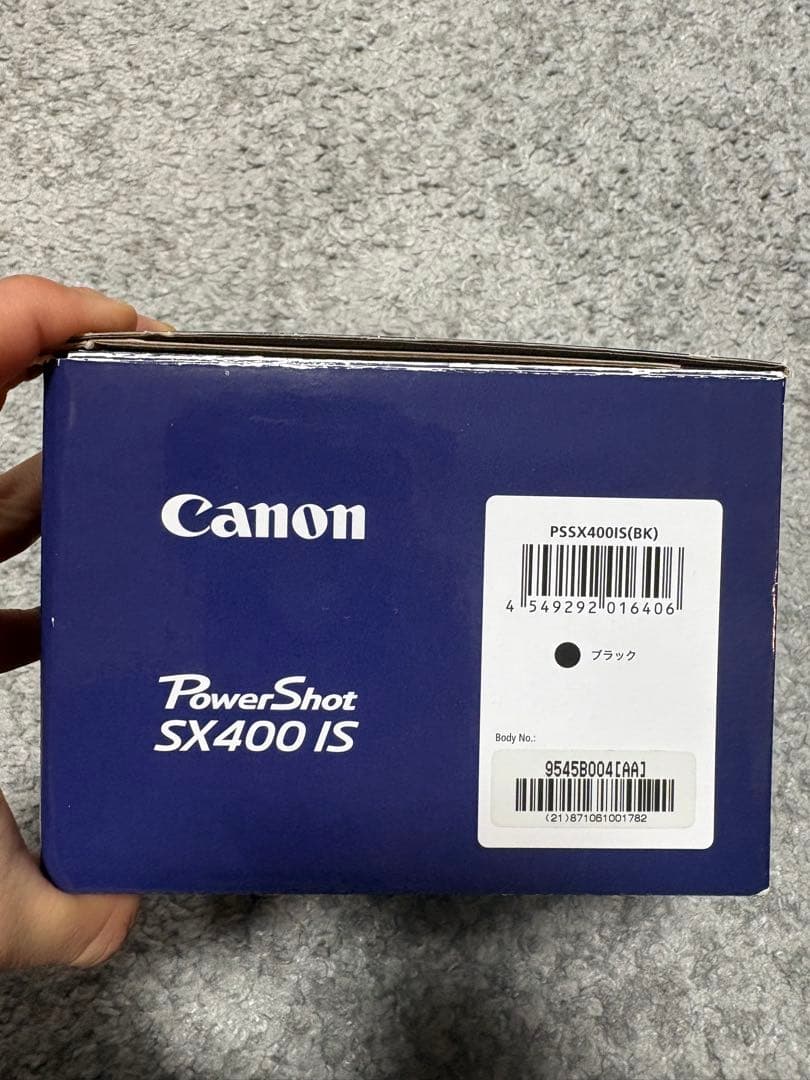 Canon
PowerShot
SX400 IS
PSSX400IS(BK)
4 549292 016406
ブラック
Body No.:
9545B004[AA]
(21)871061001782